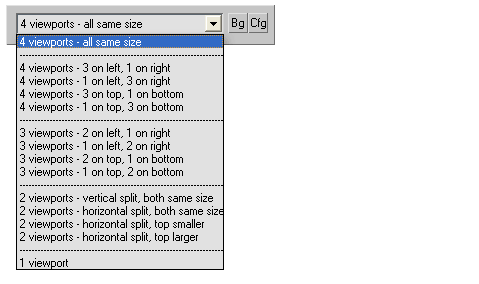 4 viewports - all same size Bg Cfg
4 viewports - all same size
4 viewports - 3 on left, 1 on right
4 viewports - 1 on left, 3 on right
4 viewports - 3 on top, 1 on bottom
4 viewports - 1 on top, 3 on bottom
3 viewports - 2 on left, 1 on right
3 viewports - 1 on left, 2 on right
3 viewports - 2 on top, 1 on bottom
3 viewports - 1 on top, 2 on bottom
2 viewports - vertical split, both same size
2 viewports - horizontal split, both same size
2 viewports - horizontal split, top smaller
2 viewports - horizontal split, top larger
1 viewport